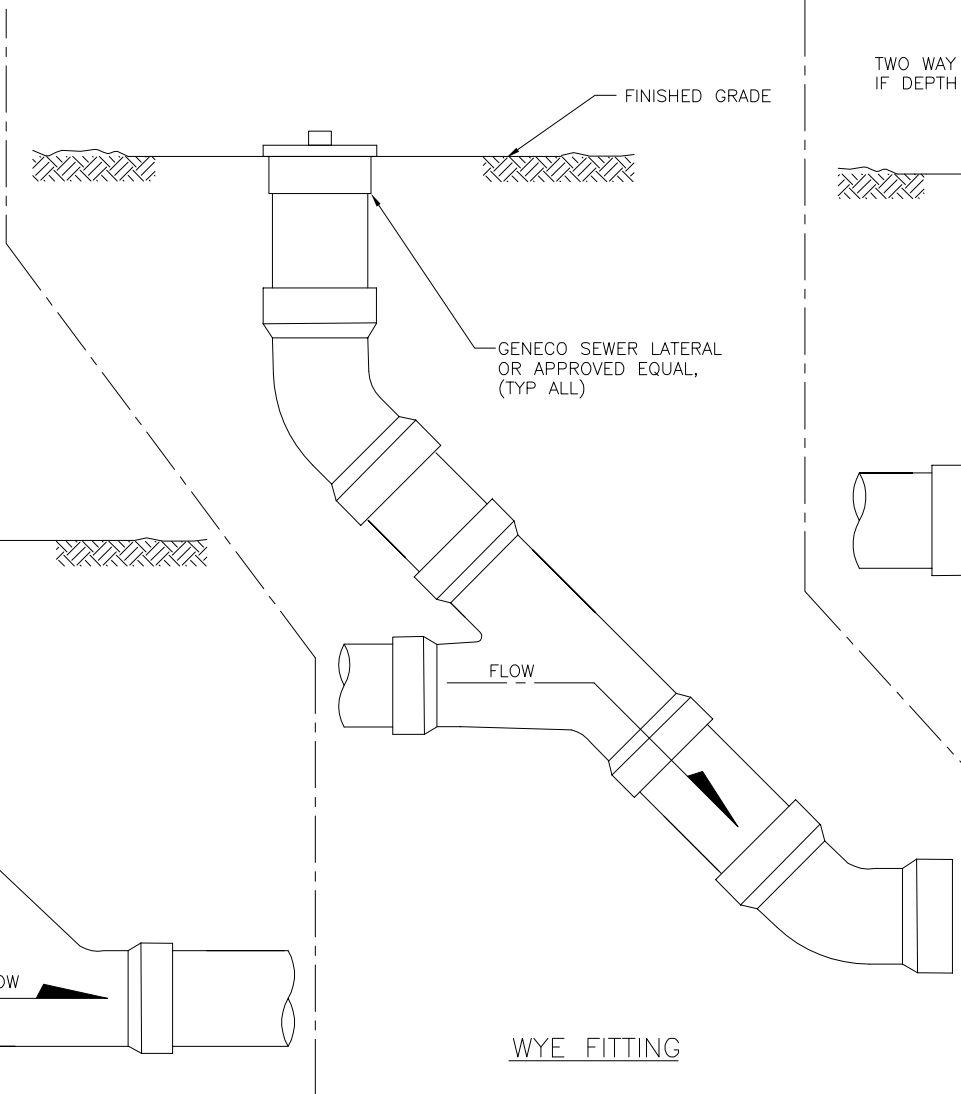 TWO WAY
IF DEPTH
FINISHED GRADE
GENECO SEWER LATERAL
OR APPROVED EQUAL,
(TYP ALL)
FLOW
OW
WYE FITTING